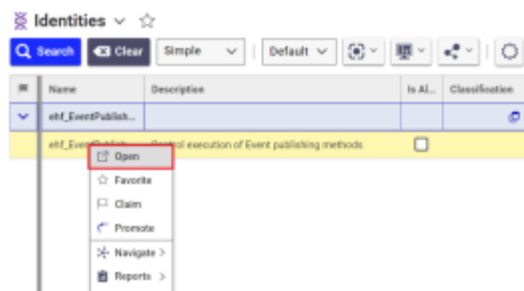 Identities
Search Clear Simple Default
Name Description Is Al... Classification
ehf_EventPublish...
ehf_Event Control execution of Event publishing methods
Open
Favorite
Claim
Promote
Navigate >
Reports >